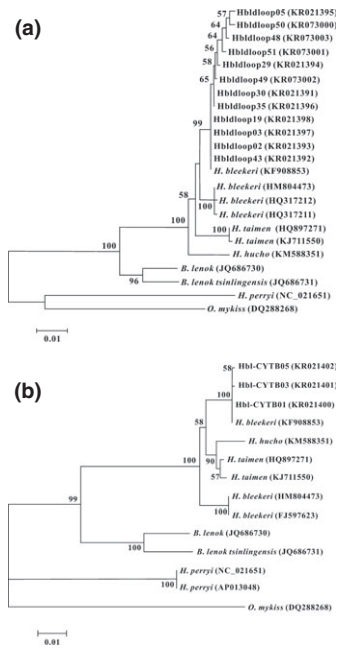 (a)
57
Hbldloop05 (KR021395)
64
Hbldloop50 (KR073000)
64
Hbldloop48 (KR073003)
56
Hbldloop51 (KR073001)
58
Hbldloop29 (KR021394)
65
Hbldloop49 (KR073002)
Hbldloop30 (KR021391)
Hbldloop35 (KR021396)
Hbldloop19 (KR021398)
99
Hbldloop03 (KR021397)
Hbldloop02 (KR021393)
Hbldloop43 (KR021392)
H. bleekeri (KF908853)
H. bleekeri (HM804473)
58
H. bleekeri (HQ317212)
100
H. bleekeri (HQ317211)
H. taimen (HQ897271)
100
H. taimen (KJ711550)
100
H. hucho (KM588351)
B. lenok (JQ686730)
96
B. lenok tsinlingensis (JQ686731)
H. perryi (NC_021651)
O. mykiss (DQ288268)
0.01
(b)
58
Hbl-CYTB05 (KR021402)
Hbl-CYTB03 (KR021401)
100
Hbl-CYTB01 (KR021400)
58
H. bleekeri (KF908853)
H. hucho (KM588351)
90
H. taimen (HQ897271)
100
57
H. taimen (KJ711550)
H. bleekeri (HM804473)
100
H. bleekeri (FJ597623)
99
B. lenok (JQ686730)
100
B. lenok tsinlingensis (JQ686731)
H. perryi (NC_021651)
100
H. perryi (AP013048)
O. mykiss (DQ288268)
0.01